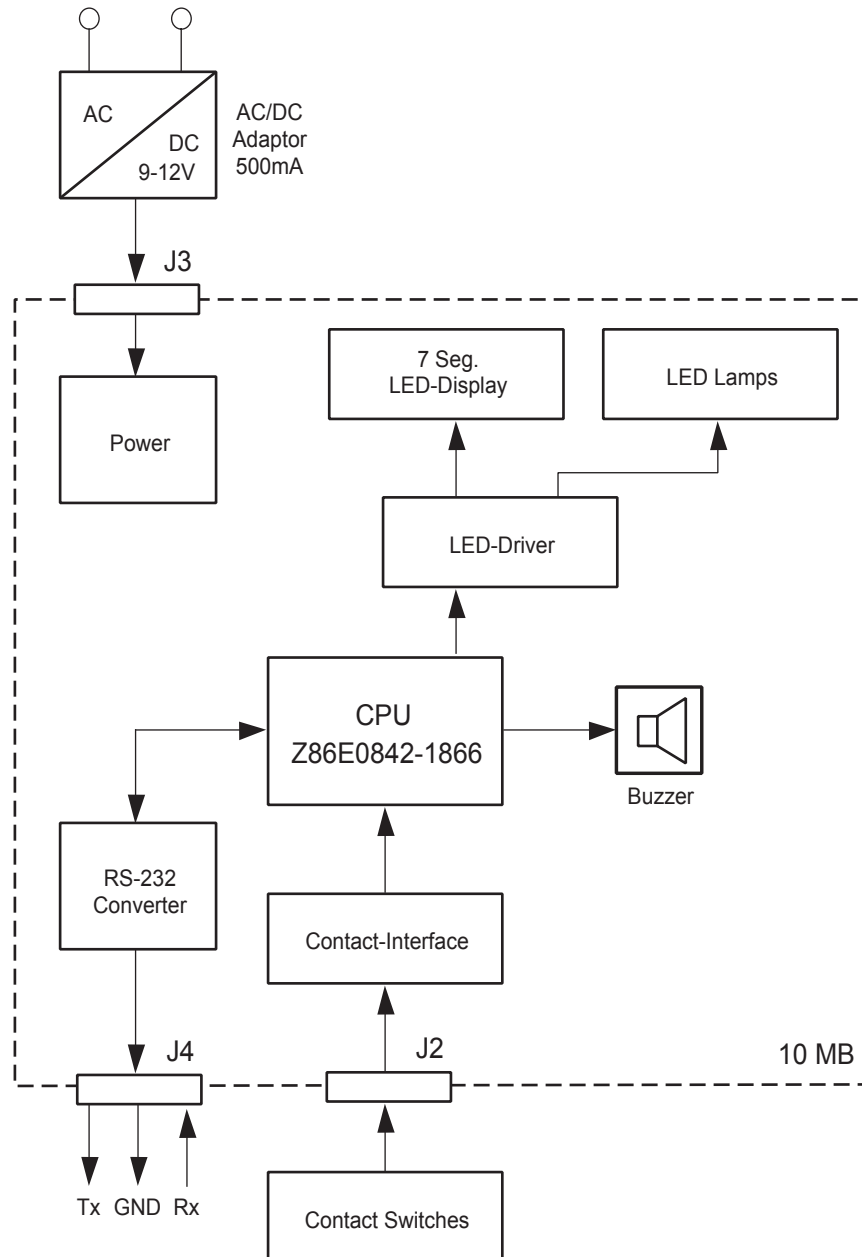 AC
DC
9-12V
AC/DC
Adaptor
500mA
J3
Power
7 Seg.
LED-Display
LED Lamps
LED-Driver
CPU
Z86E0842-1866
Buzzer
RS-232
Converter
Contact-Interface
J4
J2
10 MB
Tx GND Rx
Contact Switches